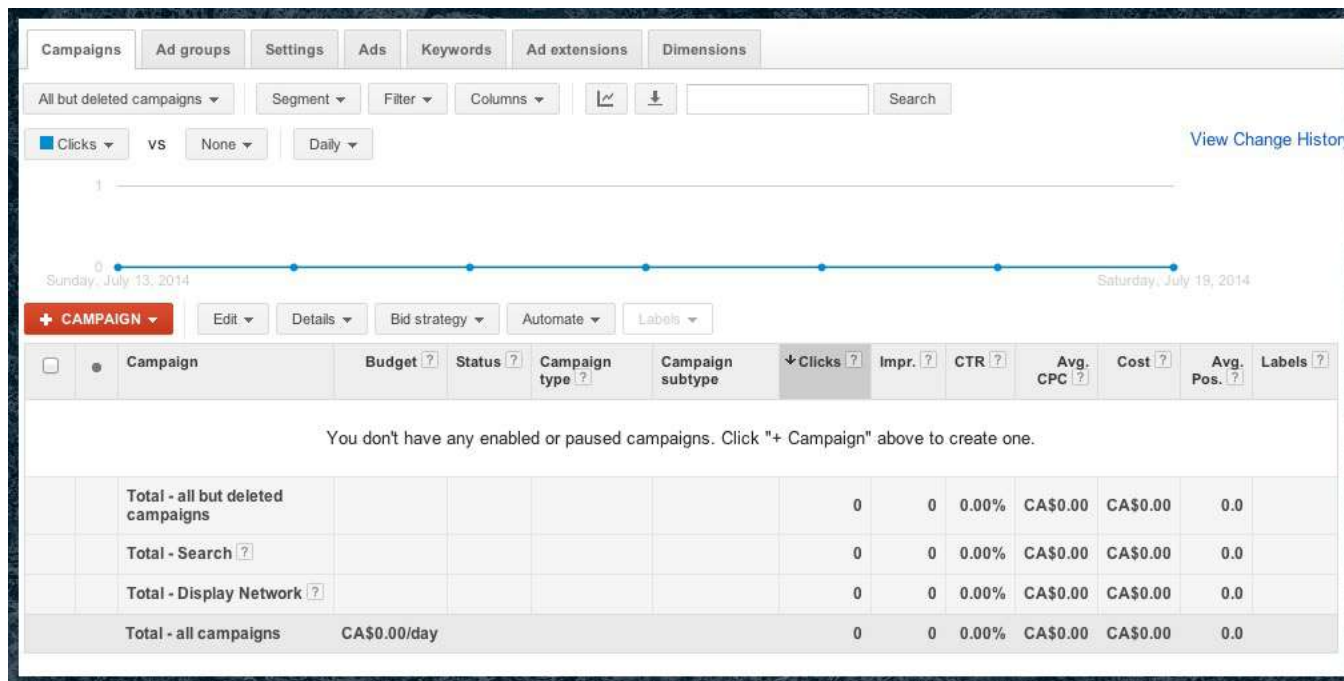 Campaigns Ad groups Settings Ads Keywords Ad extensions Dimensions
All but deleted campaigns Segment Filter Columns Search
Clicks VS None Daily View Change History
1
0
Sunday, July 13, 2014 Saturday, July 19, 2014
+ CAMPAIGN Edit Details Bid strategy Automate Labels
Campaign Budget ? Status ? Campaign type ? Campaign subtype Clicks ? Impr. ? CTR ? Avg. CPC ? Cost ? Avg. Pos. ? Labels ?
You don't have any enabled or paused campaigns. Click "+ Campaign" above to create one.
Total - all but deleted campaigns 0 0 0.00% CA$0.00 CA$0.00 0.0
Total - Search ? 0 0 0.00% CA$0.00 CA$0.00 0.0
Total - Display Network ? 0 0 0.00% CA$0.00 CA$0.00 0.0
Total - all campaigns CA$0.00/day 0 0 0.00% CA$0.00 CA$0.00 0.0